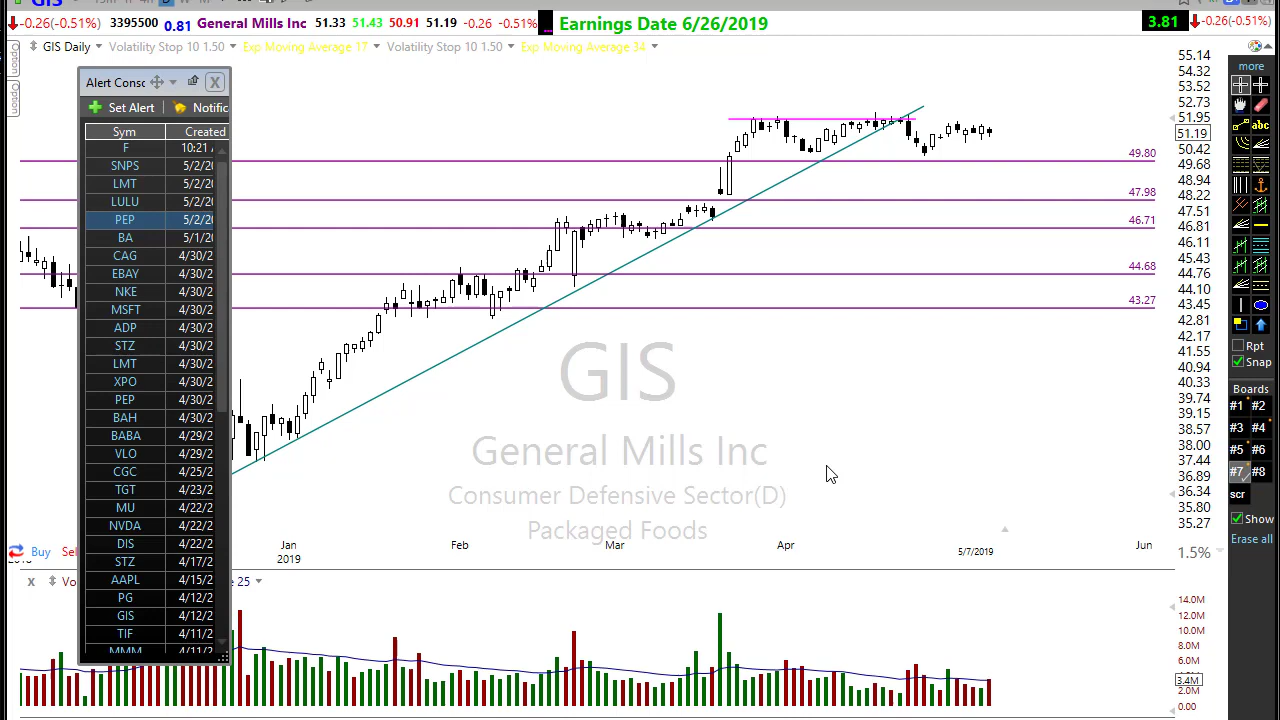 GIS
-0.26(-0.51%) 3395500 0.81 General Mills Inc 51.33 51.43 50.91 51.19 -0.26 -0.51% Earnings Date 6/26/2019 3.81 -0.26(-0.51%)
GIS Daily Volatility Stop 10 1.50 Exp Moving Average 17 Volatility Stop 10 1.50 Exp Moving Average 34
Option
Option
Alert Consc X
Set Alert Notific
Sym Created
F 10:21
SNPS 5/2/20
LMT 5/2/20
LULU 5/2/20
PEP 5/2/20
BA 5/1/20
CAG 4/30/2
EBAY 4/30/2
NKE 4/30/2
MSFT 4/30/2
ADP 4/30/2
STZ 4/30/2
LMT 4/30/2
XPO 4/30/2
PEP 4/30/2
BAH 4/30/2
BABA 4/29/2
VLO 4/29/2
CGC 4/25/2
TGT 4/23/2
MU 4/22/2
NVDA 4/22/2
DIS 4/22/2
STZ 4/17/2
AAPL 4/15/2
PG 4/12/2
GIS 4/12/2
TIF 4/11/2
MMM 4/11/2
49.80
47.98
46.71
44.68
43.27
GIS
General Mills Inc
Consumer Defensive Sector(D)
Packaged Foods
55.14
54.32
53.52
52.73
51.95
51.19
50.42
49.68
48.94
48.22
47.51
46.81
46.11
45.43
44.76
44.10
43.45
42.81
42.17
41.55
40.94
40.33
39.74
39.15
38.57
38.00
37.44
36.89
36.34
35.80
35.27
1.5%
Buy Sel
Jan Feb Mar Apr 5/7/2019 Jun
2019
X Vo e 25
14.0M
12.0M
10.0M
8.0M
6.0M
3.4M
2.0M
0.00
more
abc
Rpt
Snap
Boards
#1 #2
#3 #4
#5 #6
#7 #8
scr
Show
Erase all